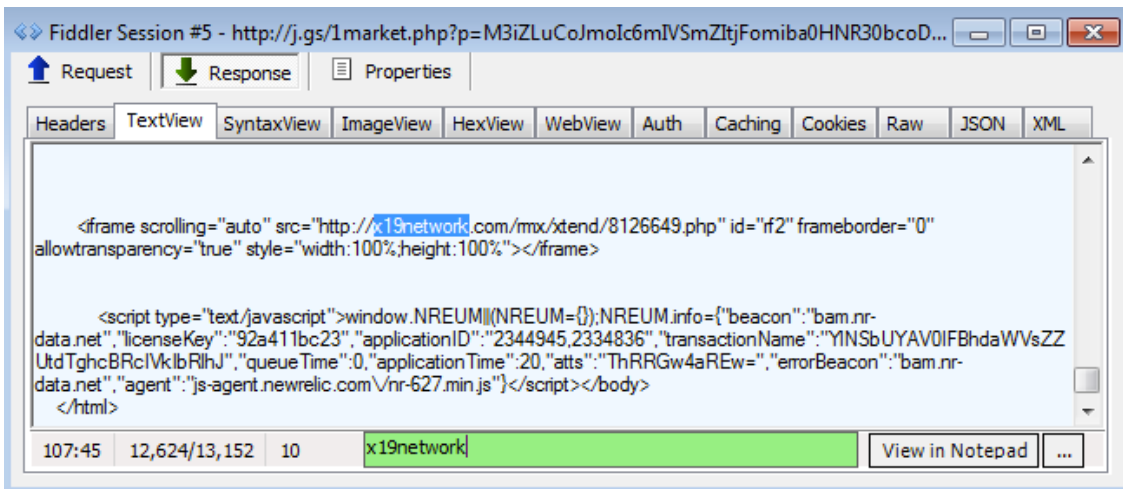 Fiddler Session #5 - http://j.gs/1market.php?p=M3iZLuCoJmoIc6mIVSmZItjFomiba0HNR30bcoD...
Request Response Properties
Headers TextView SyntaxView ImageView HexView WebView Auth Caching Cookies Raw JSON XML
<iframe scrolling="auto" src="http://x19network.com/rmx/xtend/8126649.php" id="rf2" frameborder="0"
allowtransparency="true" style="width:100%;height:100%"></iframe>
<script type="text/javascript">window.NREUM||(NREUM={});NREUM.info={"beacon":"bam.nr-
data.net","licenseKey":"92a411bc23","applicationID":"2344945,2334836","transactionName":"YlNSbUYAV0IFBhdaWVsZZ
UtdTghcBRcIVkIbRlhJ","queueTime":0,"applicationTime":20,"atts":"ThRRGw4aREw=","errorBeacon":"bam.nr-
data.net","agent":"js-agent.newrelic.com\/nr-627.min.js"}</script></body>
</html>
107:45 12,624/13,152 10 x19network View in Notepad ...